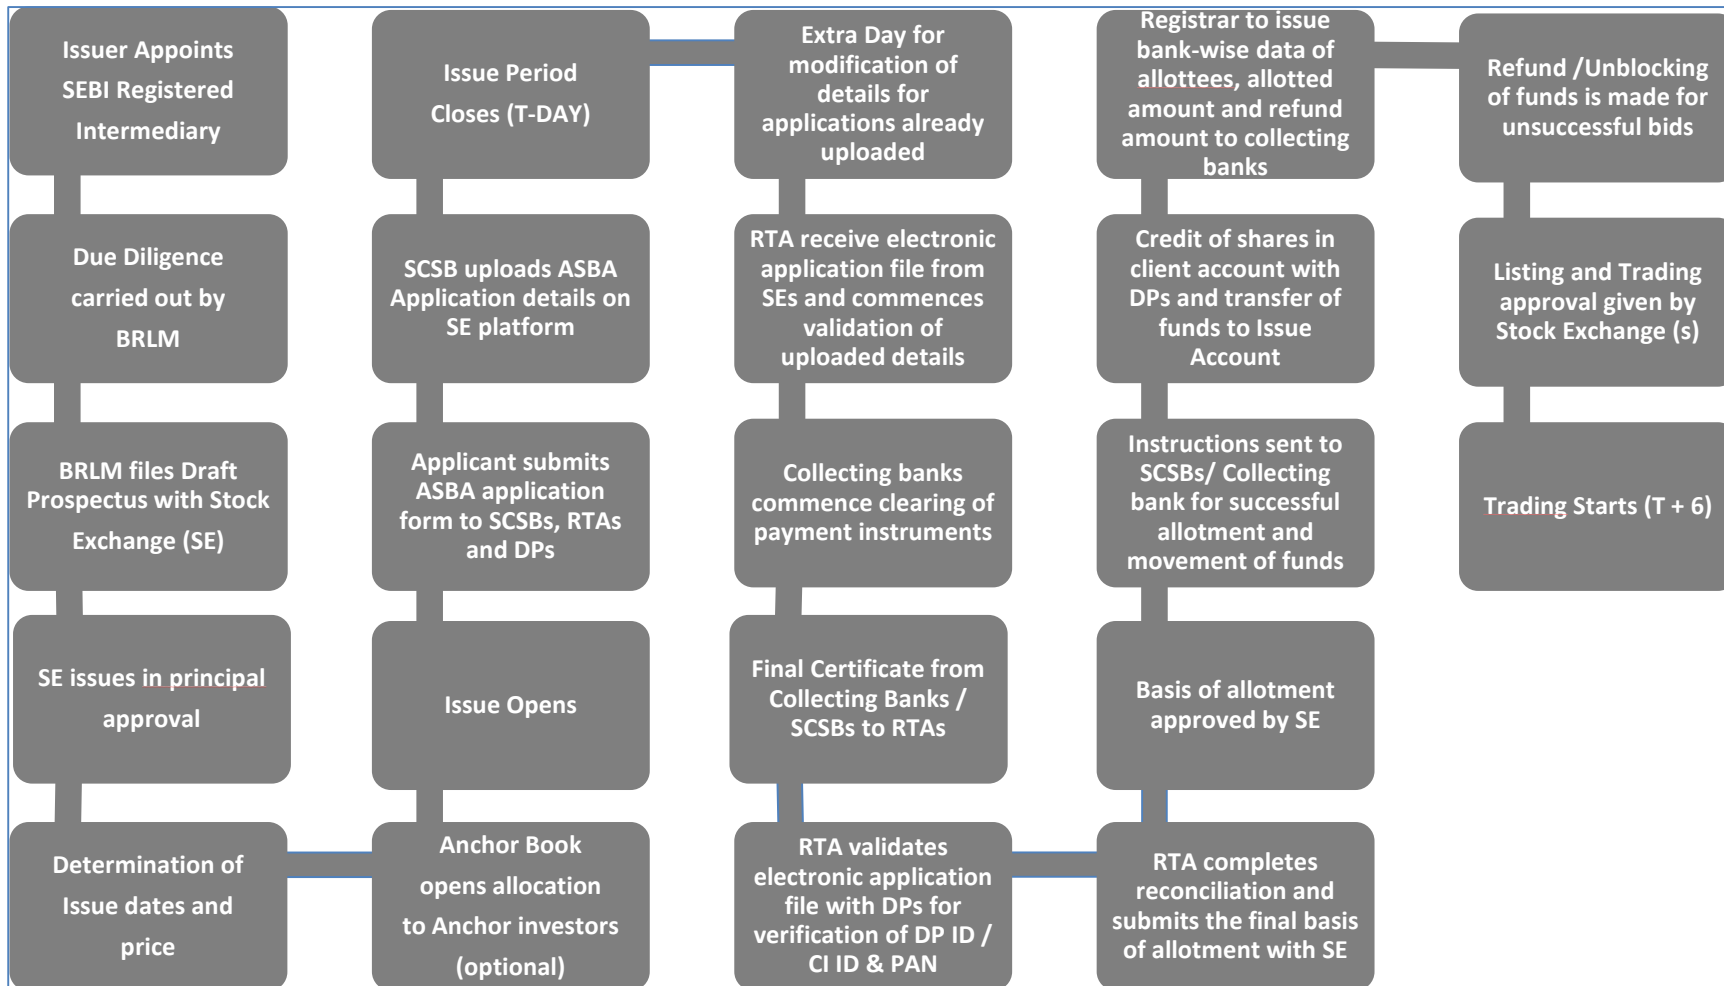 Issuer Appoints
SEBI Registered
Intermediary
Due Diligence
carried out by
BRLM
BRLM files Draft
Prospectus with Stock
Exchange (SE)
SE issues in principal
approval
Determination of
Issue dates and
price
Anchor Book
opens allocation
to Anchor investors
(optional)
Issue Opens
Applicant submits
ASBA application
form to SCSBs, RTAs
and DPs
SCSB uploads ASBA
Application details on
SE platform
Issue Period
Closes (T-DAY)
Extra Day for
modification of
details for
applications already
uploaded
RTA receive electronic
application file from
SEs and commences
validation of
uploaded details
Collecting banks
commence clearing of
payment instruments
Final Certificate from
Collecting Banks /
SCSBs to RTAs
RTA validates
electronic application
file with DPs for
verification of DP ID /
CI ID & PAN
RTA completes
reconciliation and
submits the final basis
of allotment with SE
Basis of allotment
approved by SE
Instructions sent to
SCSBs/ Collecting
bank for successful
allotment and
movement of funds
Credit of shares in
client account with
DPs and transfer of
funds to Issue
Account
Registrar to issue
bank-wise data of
allottees, allotted
amount and refund
amount to collecting
banks
Refund /Unblocking
of funds is made for
unsuccessful bids
Listing and Trading
approval given by
Stock Exchange (s)
Trading Starts (T + 6)